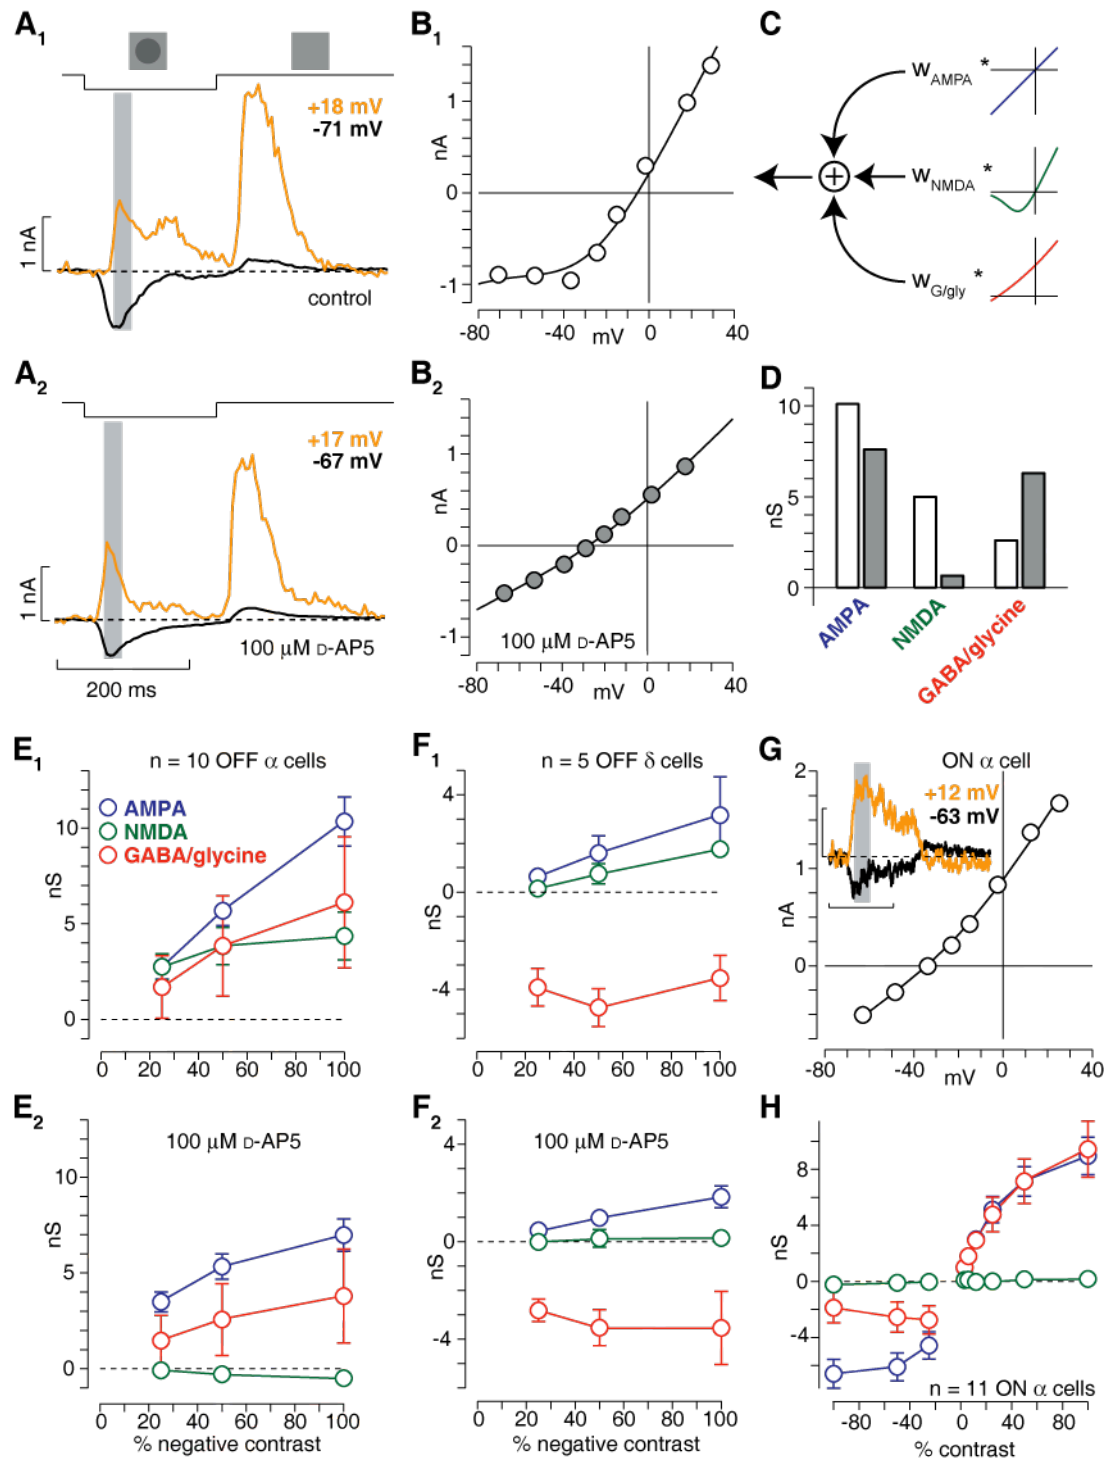 A1
+18 mV
-71 mV
1 nA
control
B1
1
nA
0
-1
-80
-40
mV
0
40
C
wAMPA *
wNMDA *
wG/gly *
+
A2
+17 mV
-67 mV
1 nA
100 µM D-AP5
200 ms
B2
1
nA
0
-1
100 µM D-AP5
-80
-40
mV
0
40
D
10
5
nS
0
AMPA
NMDA
GABA/glycine
E1
n = 10 OFF α cells
AMPA
NMDA
GABA/glycine
10
nS
5
0
0 20 40 60 80 100
F1
n = 5 OFF δ cells
4
0
nS
-4
0 20 40 60 80 100
G
ON α cell
+12 mV
-63 mV
2
1
nA
0
-80
-40
mV
0
40
E2
100 µM D-AP5
10
nS
5
0
0 20 40 60 80 100
% negative contrast
F2
100 µM D-AP5
4
0
nS
-4
0 20 40 60 80 100
% negative contrast
H
8
4
nS
0
-4
n = 11 ON α cells
-80 -40 0 40 80
% contrast